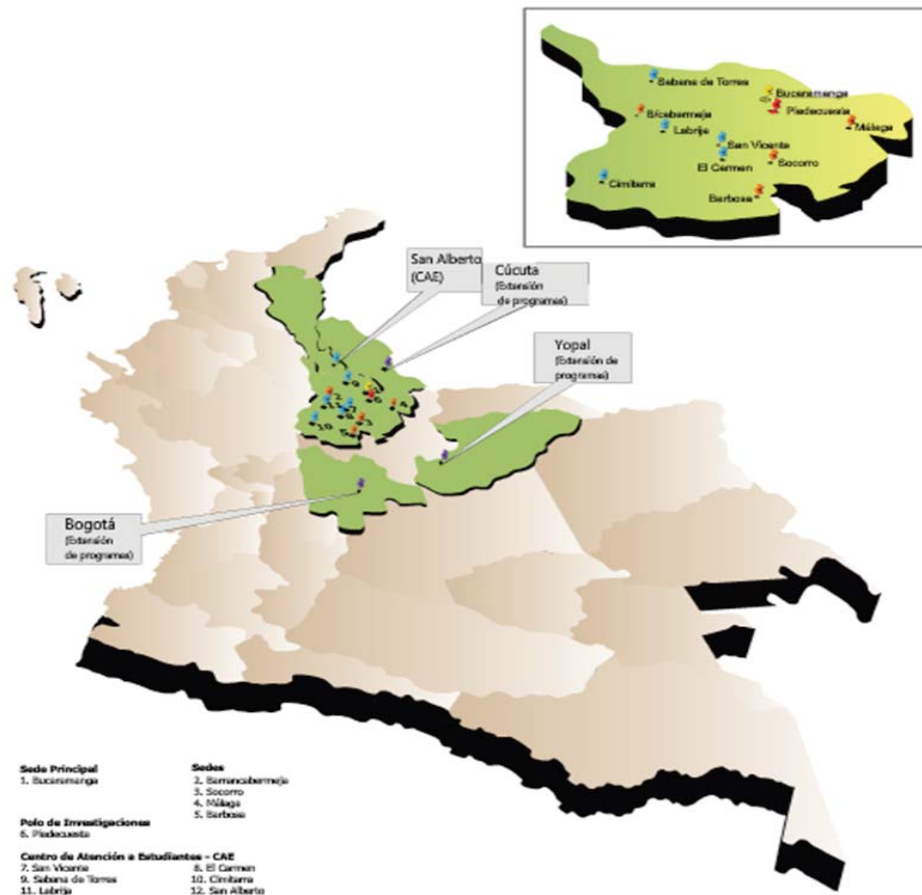 Sabana de Torres
Bucaramanga
Piedecuesta
B/cabermeja
Málaga
Lebrija
San Vicente
El Carmen
Socorro
Cimitarra
Barbosa
San Alberto
(CAE)
Cúcuta
(Extensión
de programas)
Yopal
(Extensión de
programas)
Bogotá
(Extensión
de programas)
Sede Principal
1. Bucaramanga
Sedes
2. Barrancabermeja
3. Socorro
4. Málaga
5. Barbosa
Polo de Investigaciones
6. Piedecuesta
Centro de Atención a Estudiantes - CAE
7. San Vicente
8. El Carmen
9. Sabana de Torres
10. Cimitarra
11. Lebrija
12. San Alberto